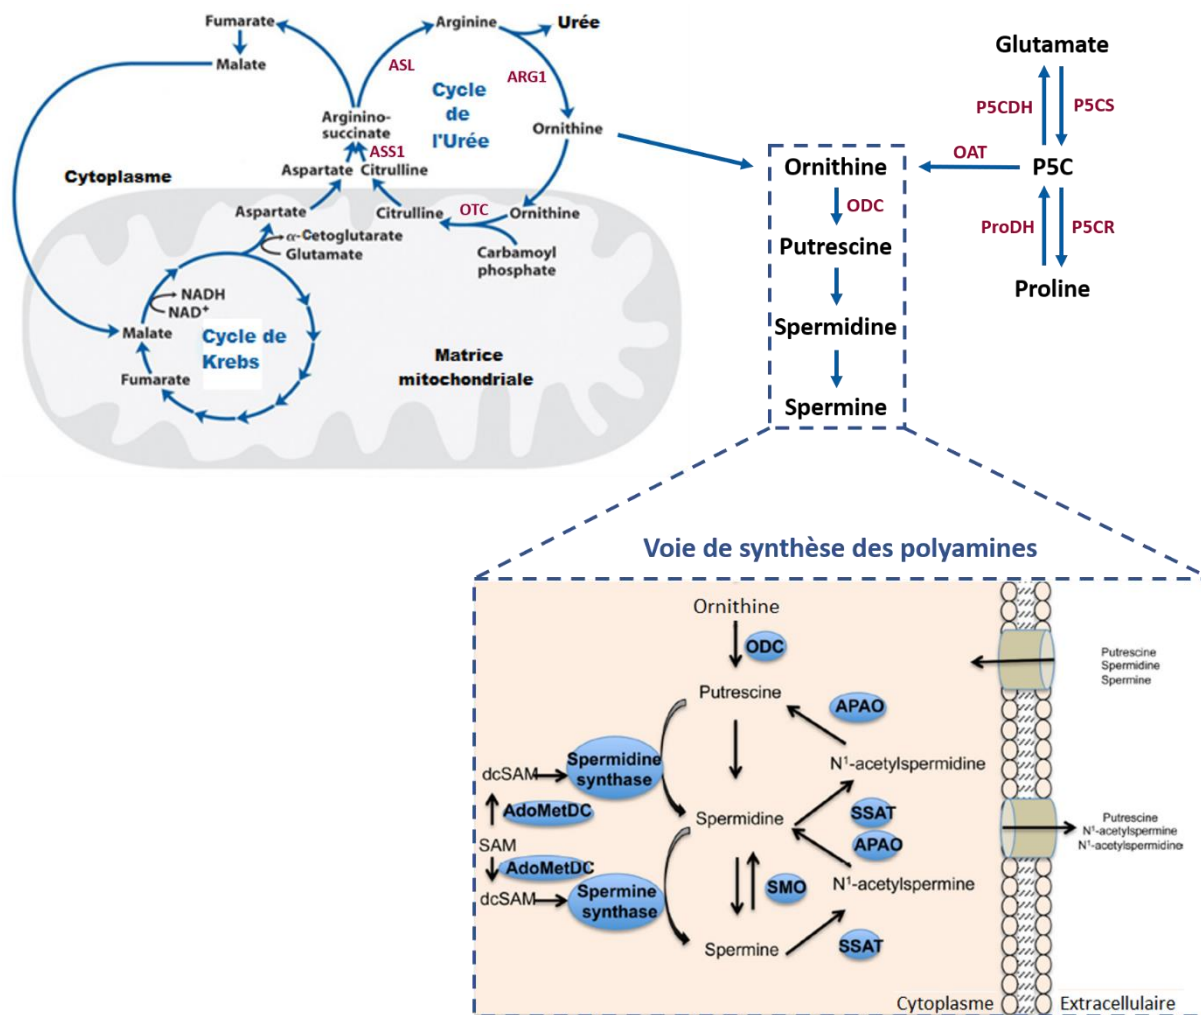 Fumarate
Malate
Arginine
Urée
ASL
ARG1
Cycle
de
l'Urée
Arginino-
succinate
Ornithine
ASS1
Aspartate
Citrulline
Cytoplasme
Aspartate
Citrulline
OTC
Ornithine
α-Cetoglutarate
Glutamate
Carbamoyl
phosphate
NADH
NAD+
Malate
Cycle de
Krebs
Fumarate
Matrice
mitochondriale
Glutamate
P5CDH
P5CS
Ornithine
OAT
P5C
ODC
Putrescine
ProDH
P5CR
Proline
Spermidine
Spermine
Voie de synthèse des polyamines
Ornithine
ODC
Putrescine
APAO
Putrescine
Spermidine
Spermine
dcSAM
Spermidine
synthase
N1-acetylspermidine
AdoMetDC
Spermidine
SSAT
APAO
SAM
AdoMetDC
dcSAM
Spermine
synthase
SMO
N1-acetylspermine
Spermine
SSAT
Putrescine
N1-acetylspermine
N1-acetylspermidine
Cytoplasme
Extracellulaire